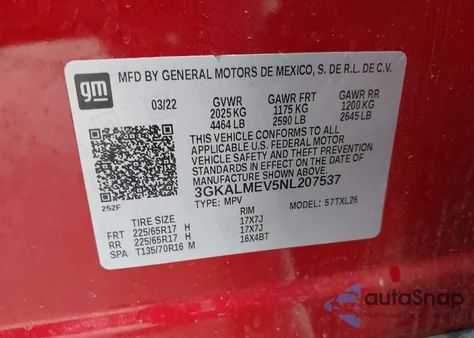 gm
MFD BY GENERAL MOTORS DE MEXICO, S. DE R.L. DE C.V.
03/22 GVWR GAWR FRT GAWR RR
2025 KG 1175 KG 1200 KG
4464 LB 2590 LB 2645 LB
THIS VEHICLE CONFORMS TO ALL
APPLICABLE U.S. FEDERAL MOTOR
VEHICLE SAFETY, BUMPER, AND THEFT
PREVENTION STANDARDS IN
EFFECT ON THE DATE OF
MANUFACTURE SHOWN ABOVE.
3GKALMEV5NL207537
252F TYPE: MPV MODEL: 57TXL26
TIRE SIZE RIM
FRT 225/65R17 H 17X7J
RR 225/65R17 H 17X7J
SPA T135/70R16 M 16X4BT
autoSnap